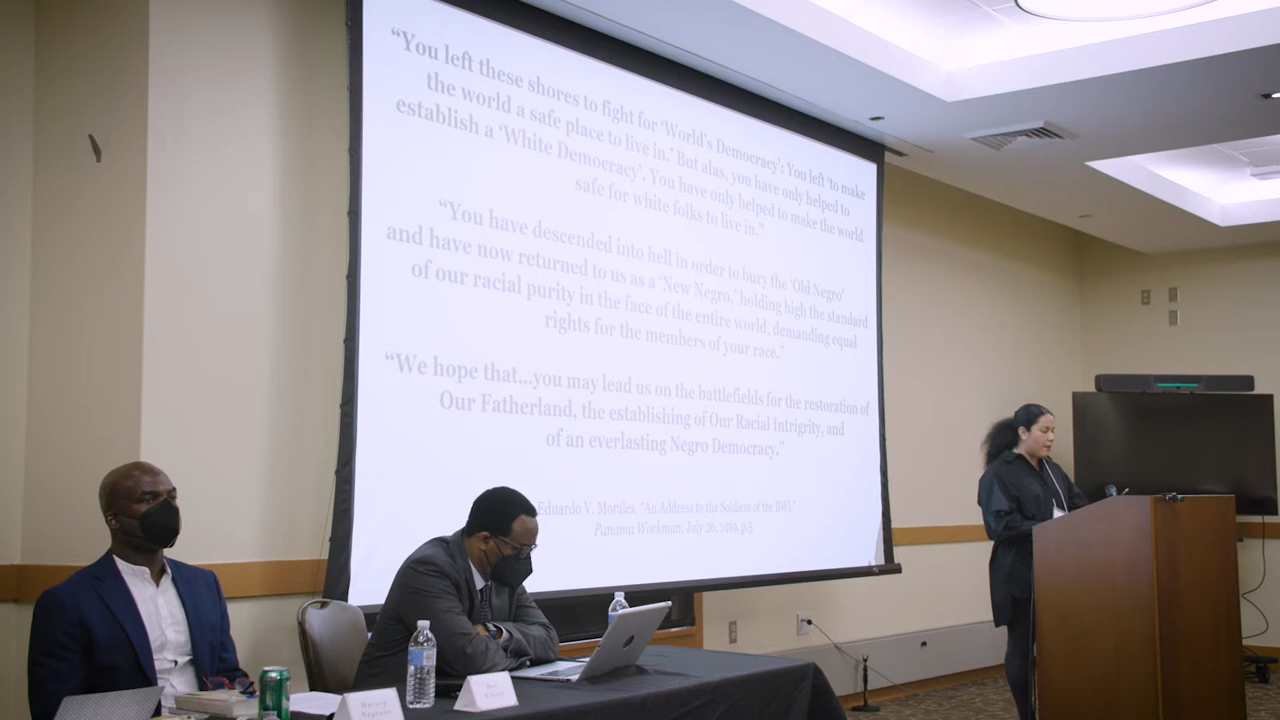 “You left these shores to fight for ‘World's Democracy’: You left ‘to make
the world a safe place to live in.’ But alas, you have only helped to
establish a ‘White Democracy’. You have only helped to make the world
safe for white folks to live in.”
“You have descended into hell in order to bury the ‘Old Negro’
and have now returned to us as a ‘New Negro,’ holding high the standard
of our racial purity in the face of the entire world, demanding equal
rights for the members of your race.”
“We hope that...you may lead us on the battlefields for the restoration of
Our Fatherland, the establishing of Our Racial Intrigrity, and
of an everlasting Negro Democracy.”
Eduardo V. Morales, “An Address to the Soldiers of the BWI,”
Panama Workman, July 26, 1919, p.5